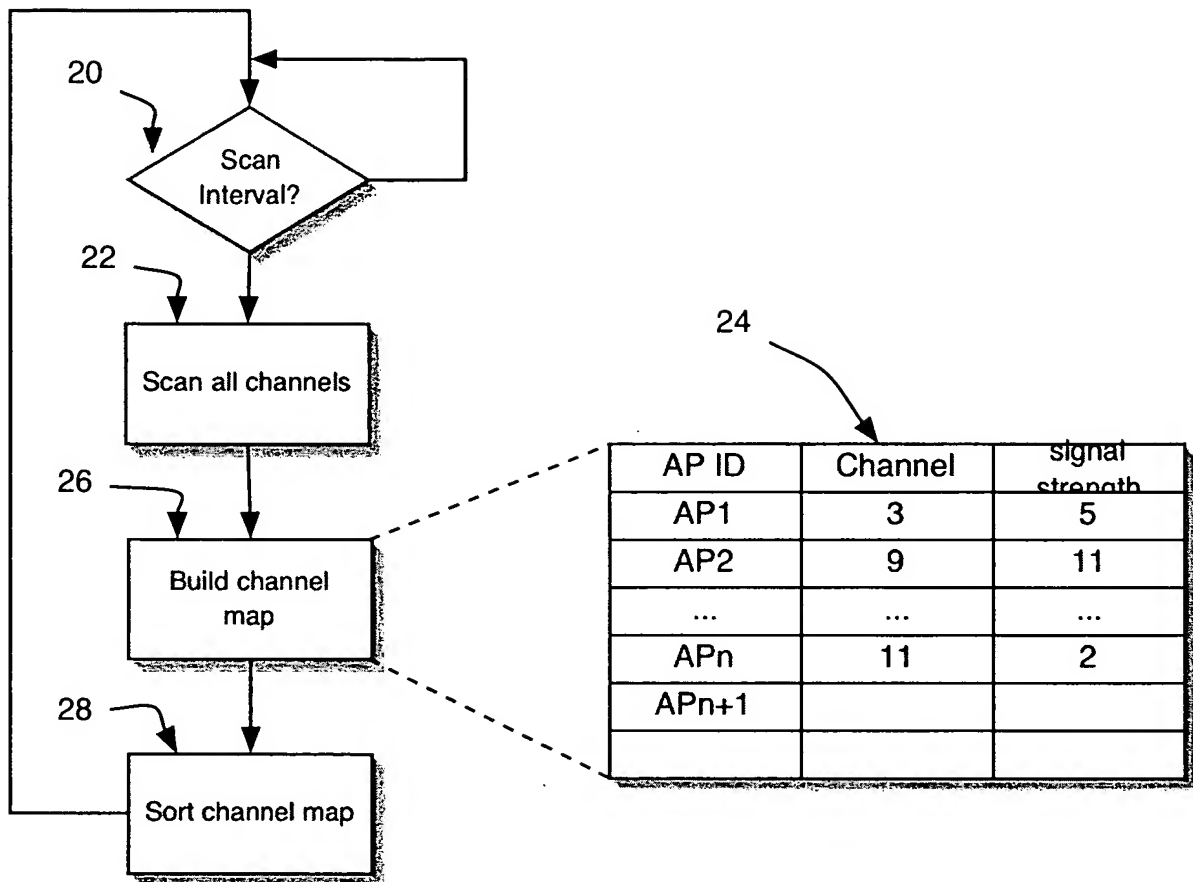 20
Scan
Interval?
22
Scan all channels
24
26
Build channel
map
AP ID Channel signal
strength
AP1 3 5
AP2 9 11
... ... ...
APn 11 2
APn+1
28
Sort channel map